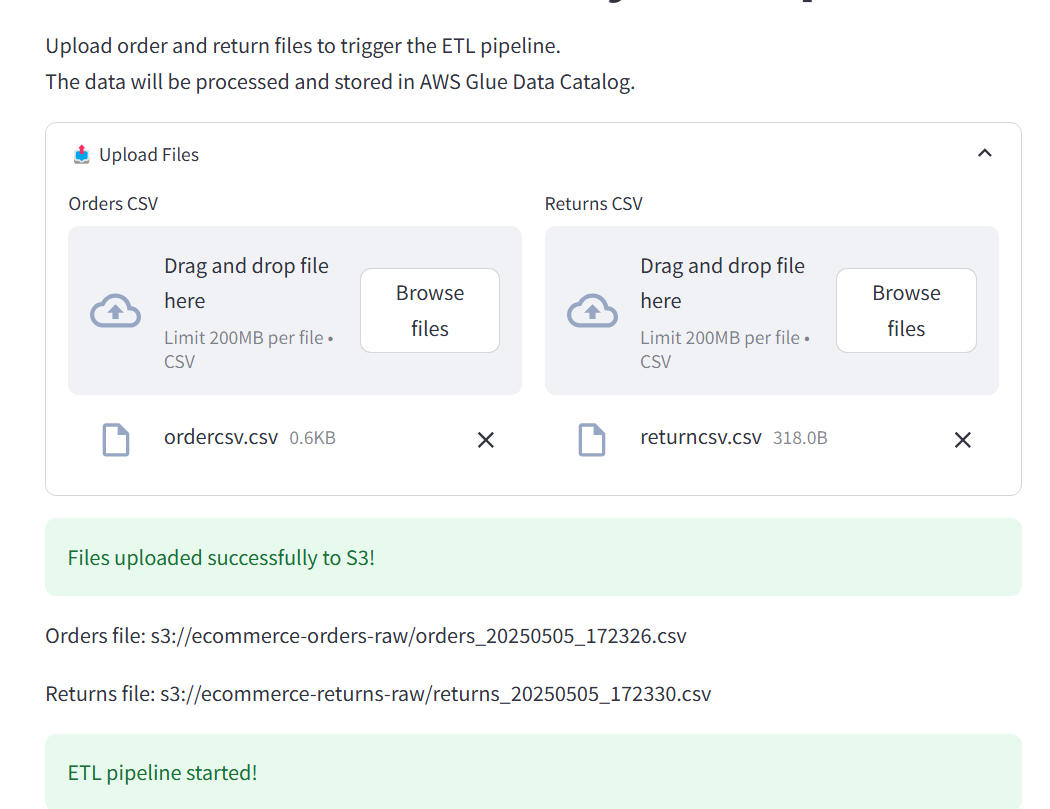 Upload order and return files to trigger the ETL pipeline.
The data will be processed and stored in AWS Glue Data Catalog.
Upload Files
Orders CSV
Drag and drop file
here
Limit 200MB per file •
CSV
Browse
files
ordercsv.csv 0.6KB
Returns CSV
Drag and drop file
here
Limit 200MB per file •
CSV
Browse
files
returncsv.csv 318.0B
Files uploaded successfully to S3!
Orders file: s3://ecommerce-orders-raw/orders_20250505_172326.csv
Returns file: s3://ecommerce-returns-raw/returns_20250505_172330.csv
ETL pipeline started!